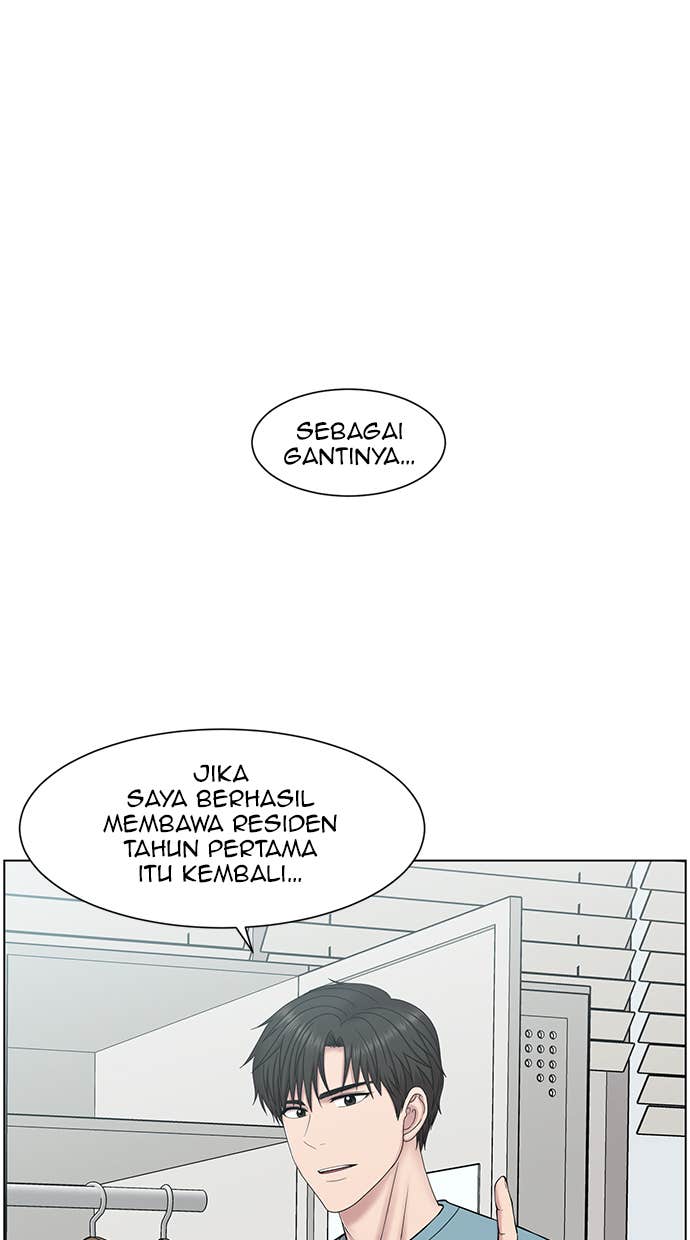 SEBAGAI
GANTINYA...
JIKA
SAYA BERHASIL
MEMBAWA RESIDEN
TAHUN PERTAMA
ITU KEMBALI...